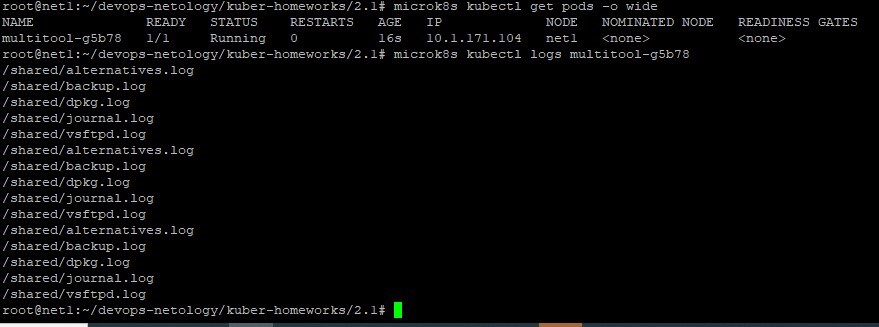 root@net1:~/devops-netology/kuber-homeworks/2.1# microk8s kubectl get pods -o wide
NAME              READY   STATUS    RESTARTS   AGE   IP             NODE   NOMINATED NODE   READINESS GATES
multitool-g5b78   1/1     Running   0          16s   10.1.171.104   net1   <none>           <none>
root@net1:~/devops-netology/kuber-homeworks/2.1# microk8s kubectl logs multitool-g5b78
/shared/alternatives.log
/shared/backup.log
/shared/dpkg.log
/shared/journal.log
/shared/vsftpd.log
/shared/alternatives.log
/shared/backup.log
/shared/dpkg.log
/shared/journal.log
/shared/vsftpd.log
/shared/alternatives.log
/shared/backup.log
/shared/dpkg.log
/shared/journal.log
/shared/vsftpd.log
root@net1:~/devops-netology/kuber-homeworks/2.1#